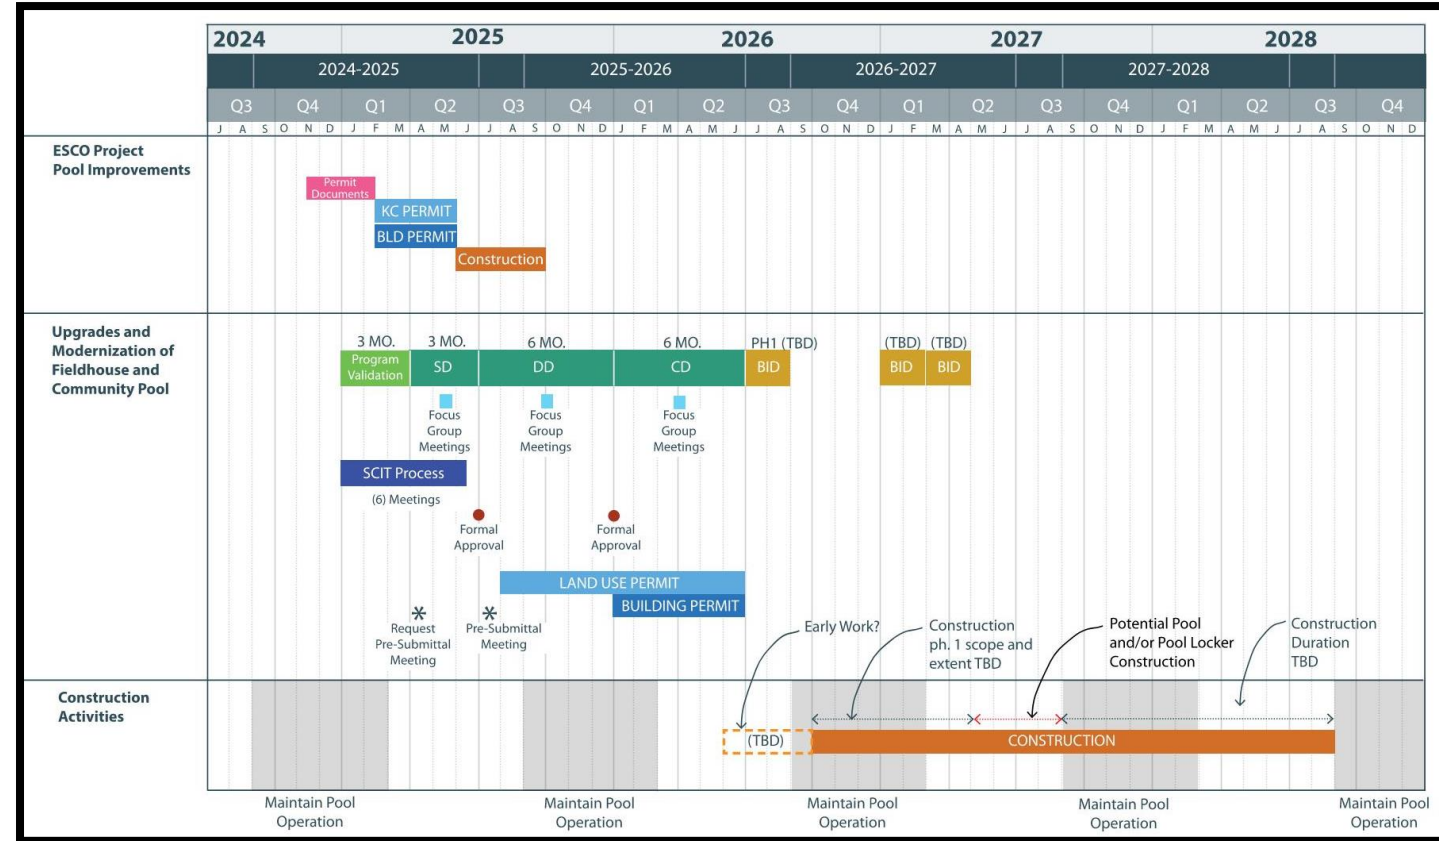 2024 2025 2026 2027 2028
2024-2025 2025-2026 2026-2027 2027-2028
Q3 Q4 Q1 Q2 Q3 Q4 Q1 Q2 Q3 Q4 Q1 Q2 Q3 Q4 Q1 Q2 Q3 Q4
J A S O N D J F M A M J J A S O N D J F M A M J J A S O N D J F M A M J J A S O N D J F M A M J J A S O N D
ESCO Project
Pool Improvements
Permit
Documents
KC PERMIT
BLD PERMIT
Construction
Upgrades and
Modernization of
Fieldhouse and
Community Pool
3 MO. 3 MO. 6 MO. 6 MO. PH1 (TBD) (TBD) (TBD)
Program
Validation
SD DD CD BID BID BID
Focus Focus Focus
Group Group Group
Meetings Meetings Meetings
SCIT Process
(6) Meetings
Formal Formal
Approval Approval
LAND USE PERMIT
BUILDING PERMIT
* *
Request
Pre-Submittal
Meeting
Pre-Submittal
Meeting
Early Work?
Construction
ph. 1 scope and
extent TBD
Potential Pool
and/or Pool Locker
Construction
Construction
Duration
TBD
Construction
Activities
(TBD) CONSTRUCTION
Maintain Pool Maintain Pool Maintain Pool Maintain Pool Maintain Pool
Operation Operation Operation Operation Operation